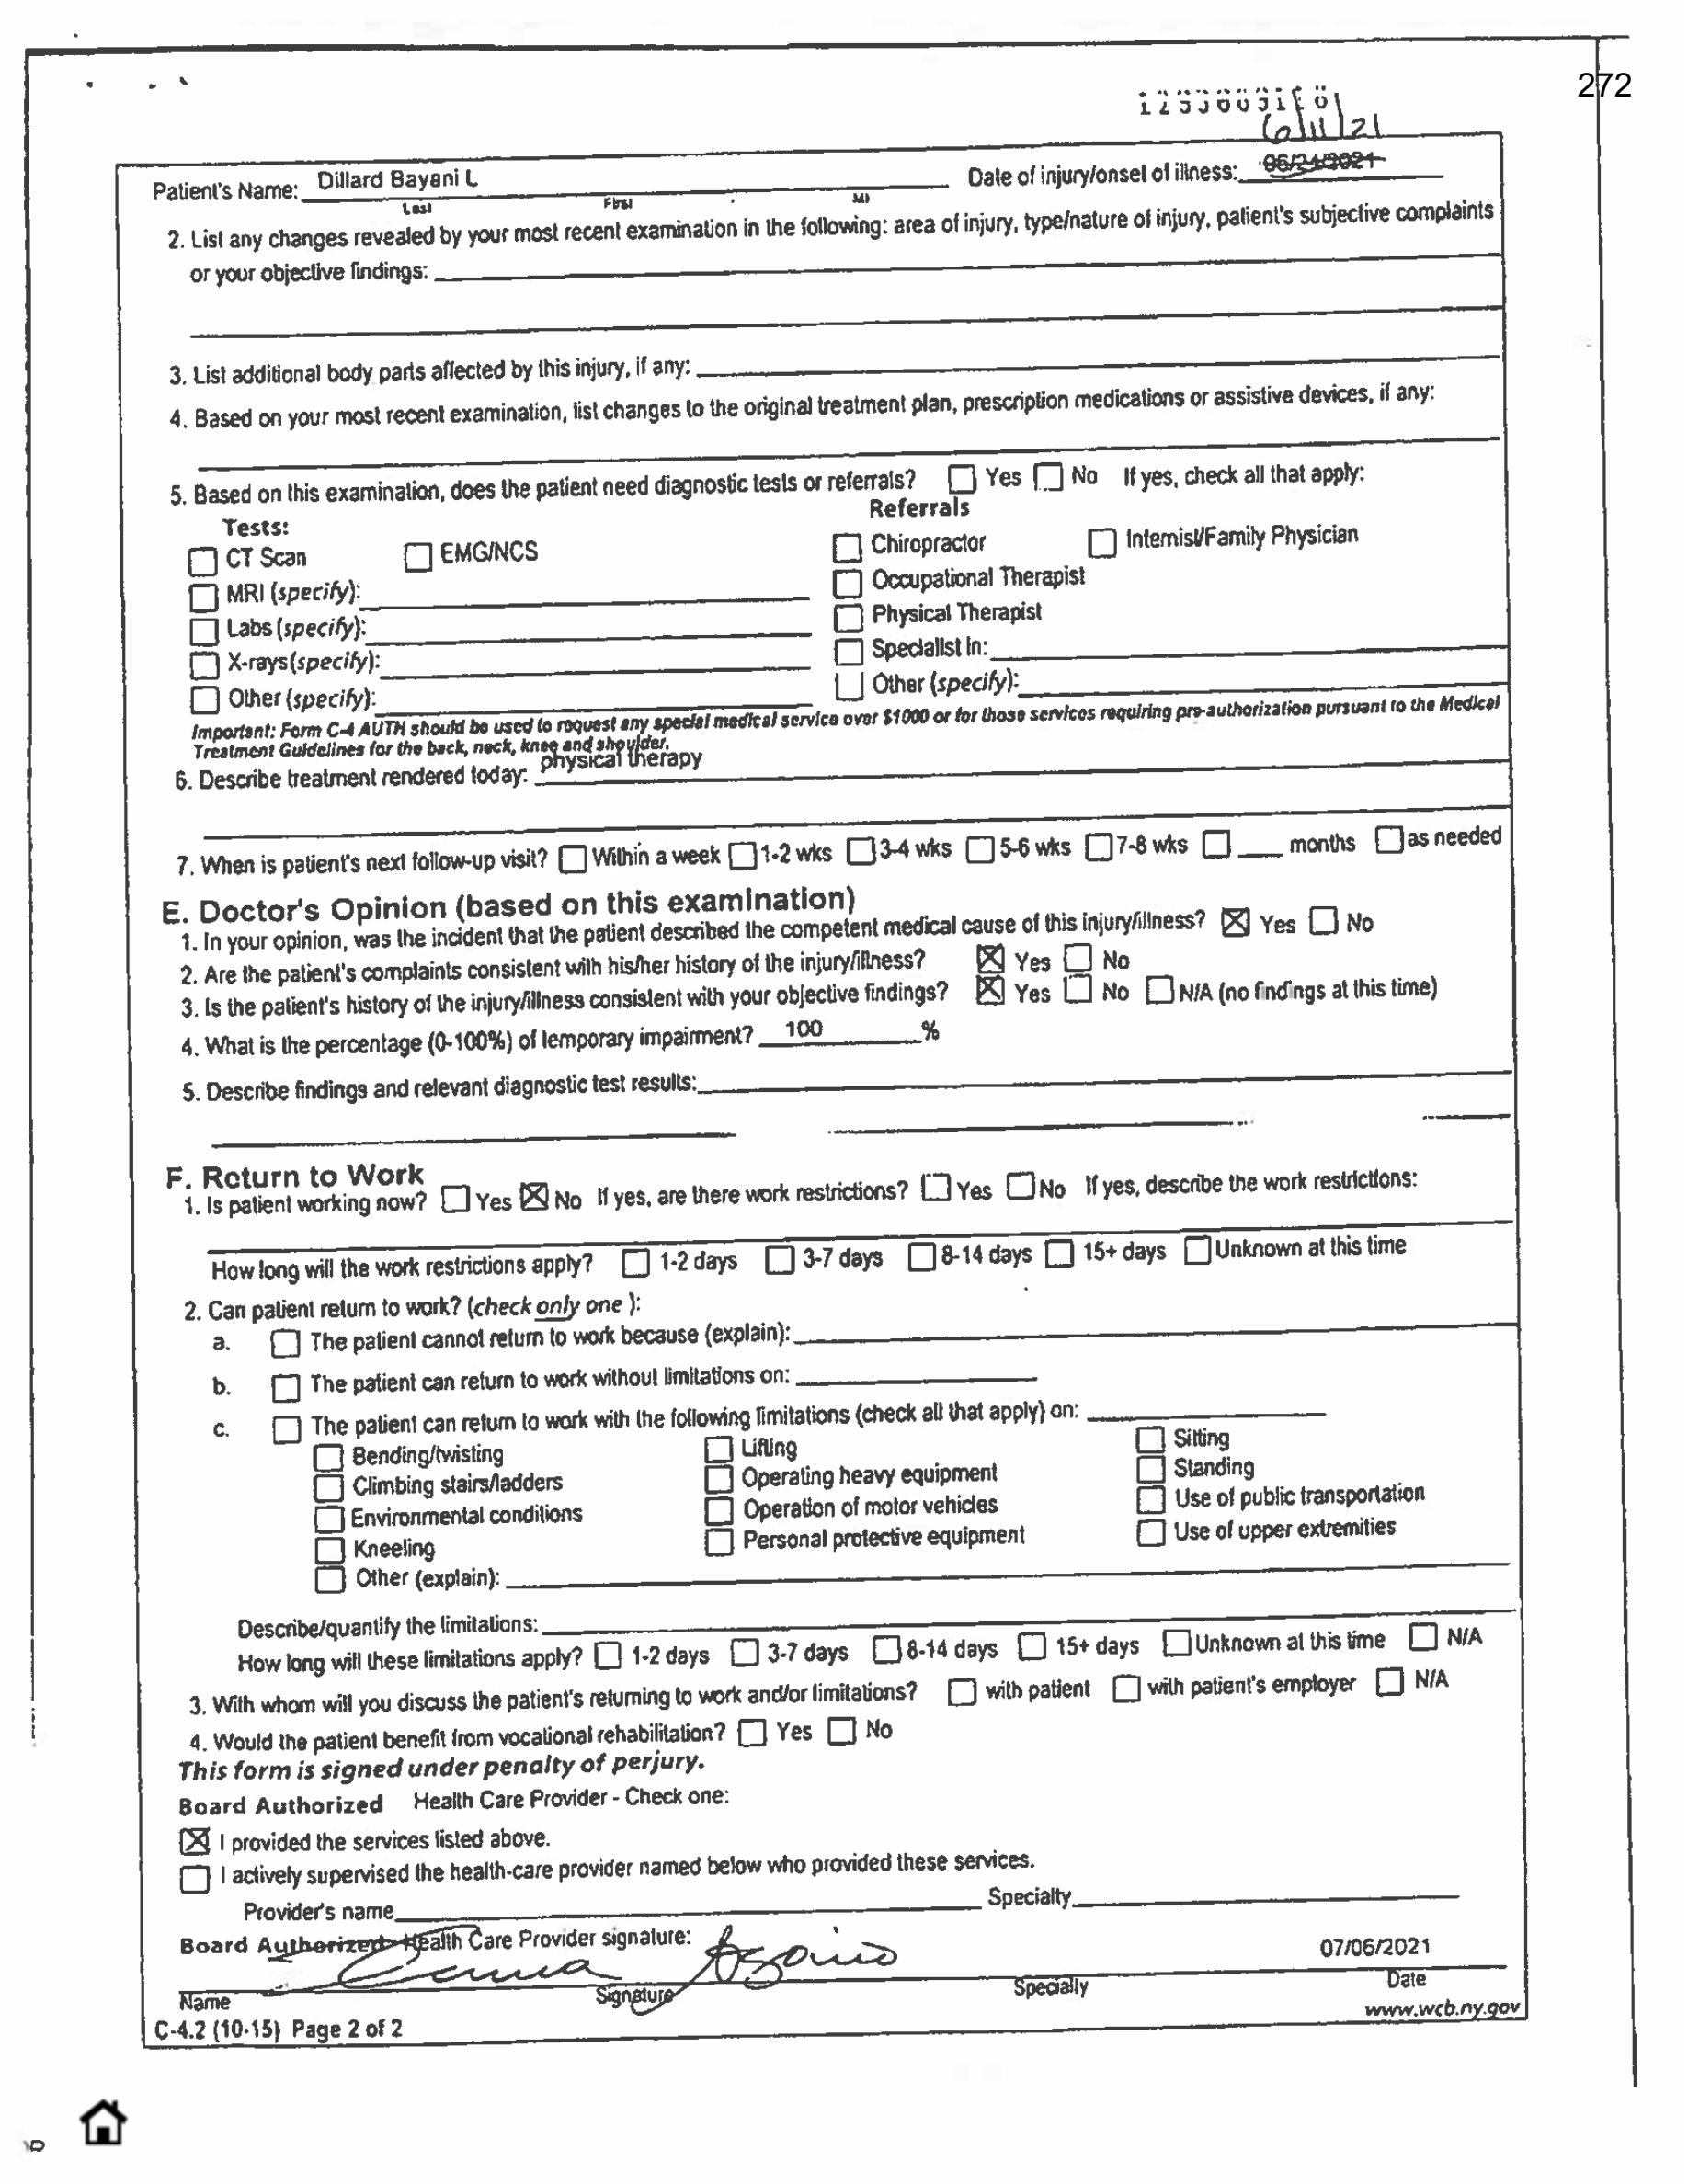 272
6/11/21
Patient's Name: Dillard Bayani L Date of injury/onset of illness: 06/24/2021
Last First MI
2. List any changes revealed by your most recent examination in the following: area of injury, type/nature of injury, patient's subjective complaints
or your objective findings:
3. List additional body parts affected by this injury, if any:
4. Based on your most recent examination, list changes to the original treatment plan, prescription medications or assistive devices, if any:
5. Based on this examination, does the patient need diagnostic tests or referrals? ☐ Yes ☐ No If yes, check all that apply:
Tests: Referrals
☐ CT Scan ☐ EMG/NCS ☐ Chiropractor ☐ Internist/Family Physician
☐ MRI (specify): ☐ Occupational Therapist
☐ Labs (specify): ☐ Physical Therapist
☐ X-rays (specify): ☐ Specialist In:
☐ Other (specify): ☐ Other (specify):
Important: Form C-4 AUTH should be used to request any special medical service over $1000 or for those services requiring pre-authorization pursuant to the Medical
Treatment Guidelines for the back, neck, knee and shoulder.
6. Describe treatment rendered today: physical therapy
7. When is patient's next follow-up visit? ☐ Within a week ☐ 1-2 wks ☐ 3-4 wks ☐ 5-6 wks ☐ 7-8 wks ☐ ___ months ☐ as needed
E. Doctor's Opinion (based on this examination)
1. In your opinion, was the incident that the patient described the competent medical cause of this injury/illness? ☒ Yes ☐ No
2. Are the patient's complaints consistent with his/her history of the injury/illness? ☒ Yes ☐ No
3. Is the patient's history of the injury/illness consistent with your objective findings? ☒ Yes ☐ No ☐ N/A (no findings at this time)
4. What is the percentage (0-100%) of temporary impairment? 100 %
5. Describe findings and relevant diagnostic test results:
F. Return to Work
1. Is patient working now? ☐ Yes ☒ No If yes, are there work restrictions? ☐ Yes ☐ No If yes, describe the work restrictions:
How long will the work restrictions apply? ☐ 1-2 days ☐ 3-7 days ☐ 8-14 days ☐ 15+ days ☐ Unknown at this time
2. Can patient return to work? (check only one ):
a. ☐ The patient cannot return to work because (explain):
b. ☐ The patient can return to work without limitations on:
c. ☐ The patient can return to work with the following limitations (check all that apply) on:
☐ Bending/twisting ☐ Lifting ☐ Sitting
☐ Climbing stairs/ladders ☐ Operating heavy equipment ☐ Standing
☐ Environmental conditions ☐ Operation of motor vehicles ☐ Use of public transportation
☐ Kneeling ☐ Personal protective equipment ☐ Use of upper extremities
☐ Other (explain):
Describe/quantify the limitations:
How long will these limitations apply? ☐ 1-2 days ☐ 3-7 days ☐ 8-14 days ☐ 15+ days ☐ Unknown at this time ☐ N/A
3. With whom will you discuss the patient's returning to work and/or limitations? ☐ with patient ☐ with patient's employer ☐ N/A
4. Would the patient benefit from vocational rehabilitation? ☐ Yes ☐ No
This form is signed under penalty of perjury.
Board Authorized Health Care Provider - Check one:
☒ I provided the services listed above.
☐ I actively supervised the health-care provider named below who provided these services.
Provider's name Specialty
Board Authorized Health Care Provider signature:
07/06/2021
Name Signature Specialty Date
C-4.2 (10-15) Page 2 of 2 www.wcb.ny.gov